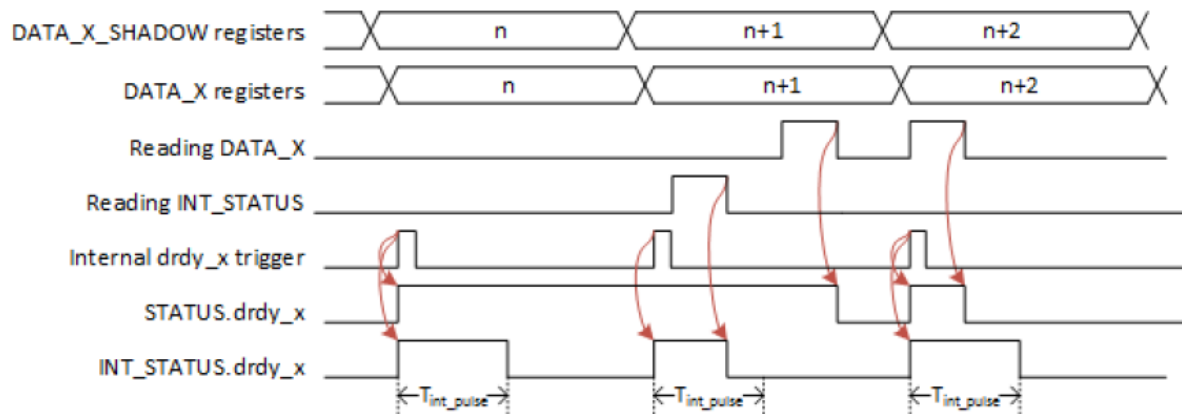 DATA_X_SHADOW registers n n+1 n+2
DATA_X registers n n+1 n+2
Reading DATA_X
Reading INT_STATUS
Internal drdy_x trigger
STATUS.drdy_x
INT_STATUS.drdy_x
Tint_pulse Tint_pulse Tint_pulse